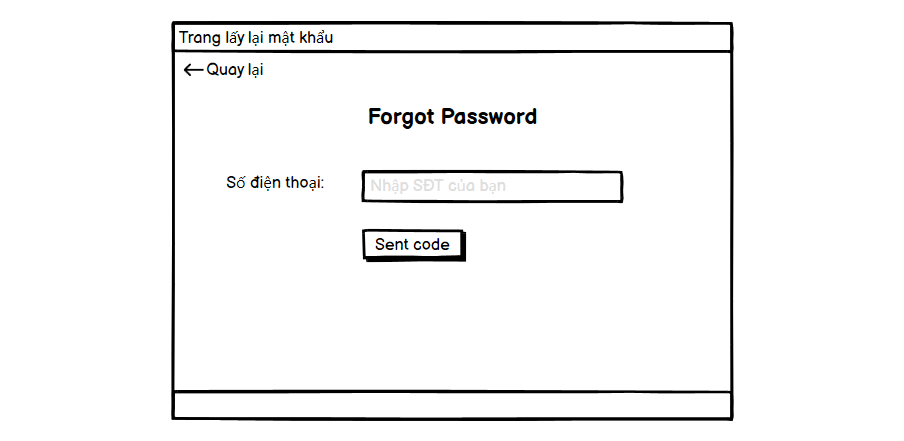 Trang lấy lại mật khẩu
Quay lại
Forgot Password
Số điện thoại:
Nhập SĐT của bạn
Sent code